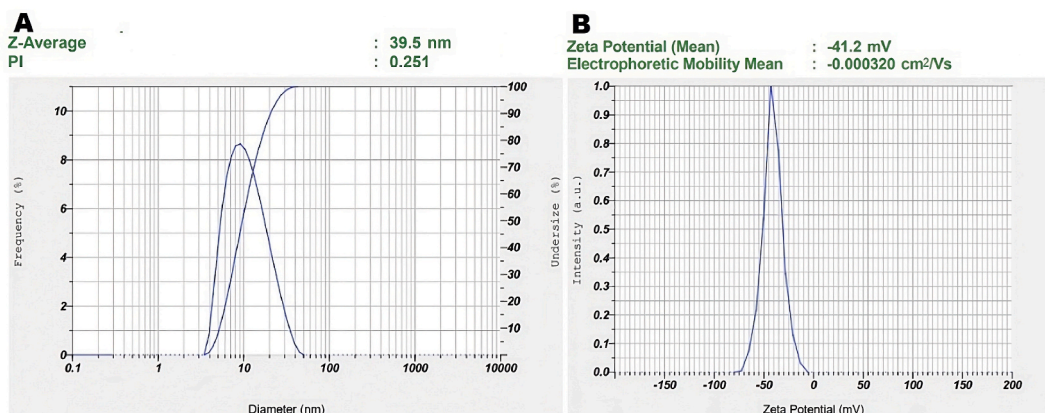 A
Z-Average : 39.5 nm
PI : 0.251
Frequency (%)
10
8
6
4
2
0
100
90
80
70
60
50
40
30
20
10
Undersize (%)
0.1 1 10 100 1000 10000
Diameter (nm)
B
Zeta Potential (Mean) : -41.2 mV
Electrophoretic Mobility Mean : -0.000320 cm²/Vs
Intensity (a.u.)
1.0
0.9
0.8
0.7
0.6
0.5
0.4
0.3
0.2
0.1
0.0
-150 -100 -50 0 50 100 150 200
Zeta Potential (mV)